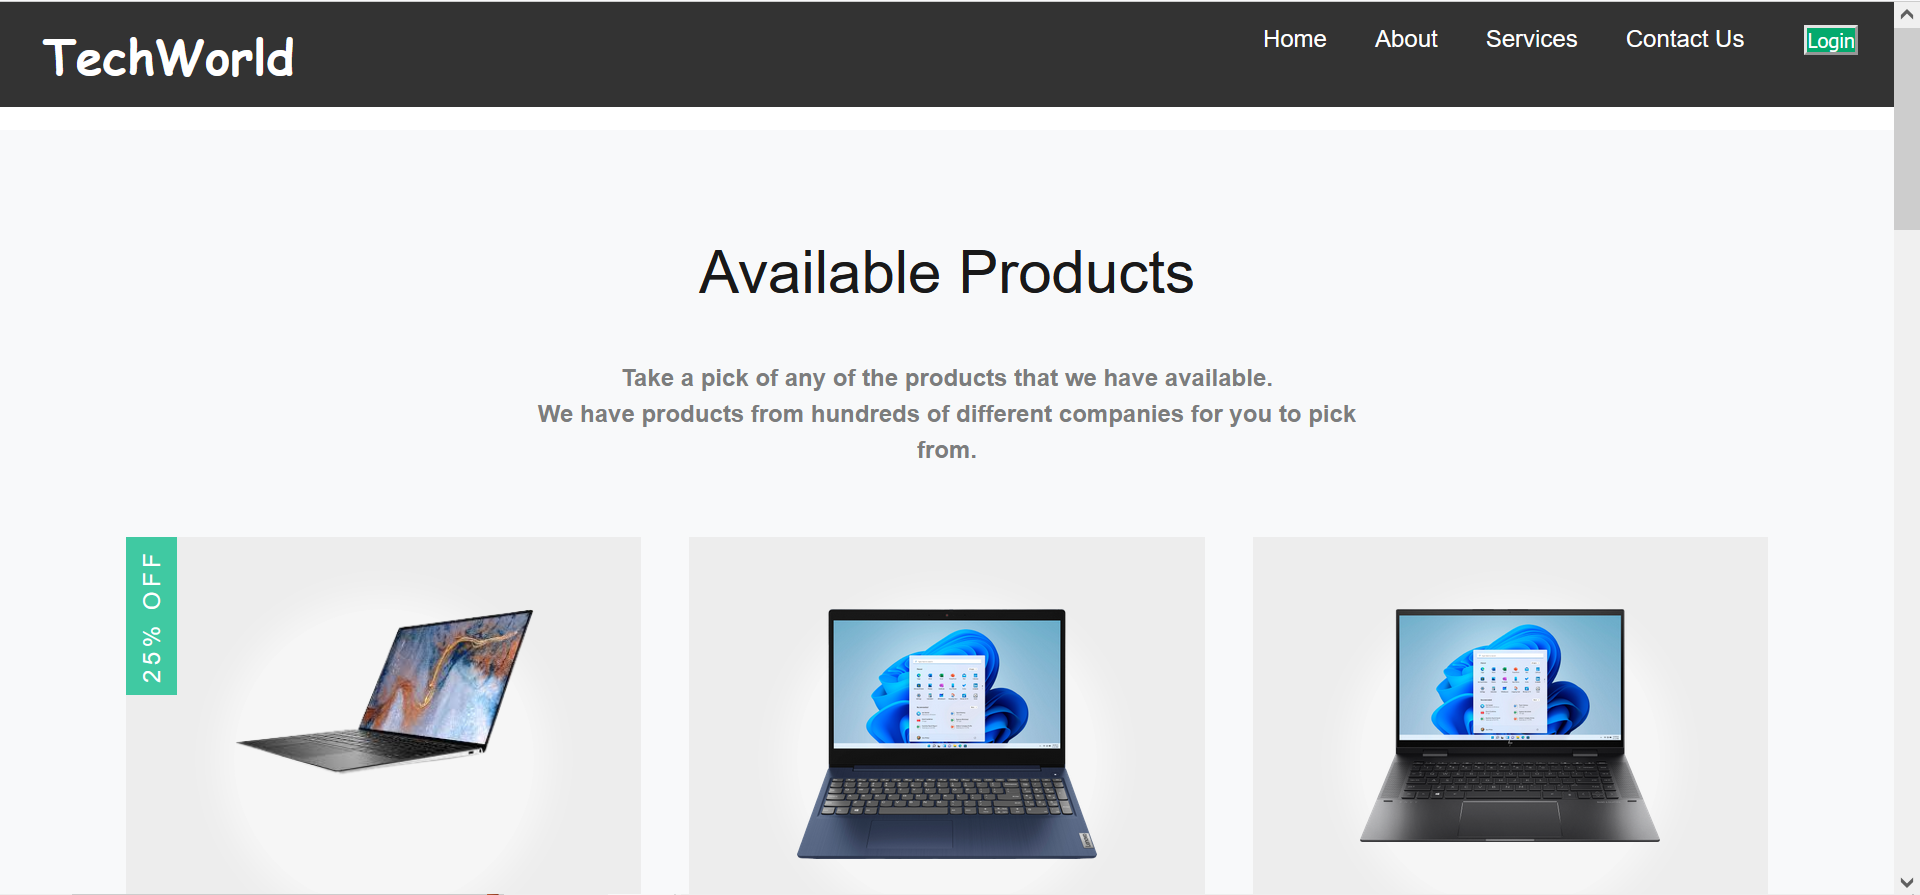 TechWorld
Home
About
Services
Contact Us
Login
Available Products
Take a pick of any of the products that we have available.
We have products from hundreds of different companies for you to pick
from.
25% OFF
Lenovo